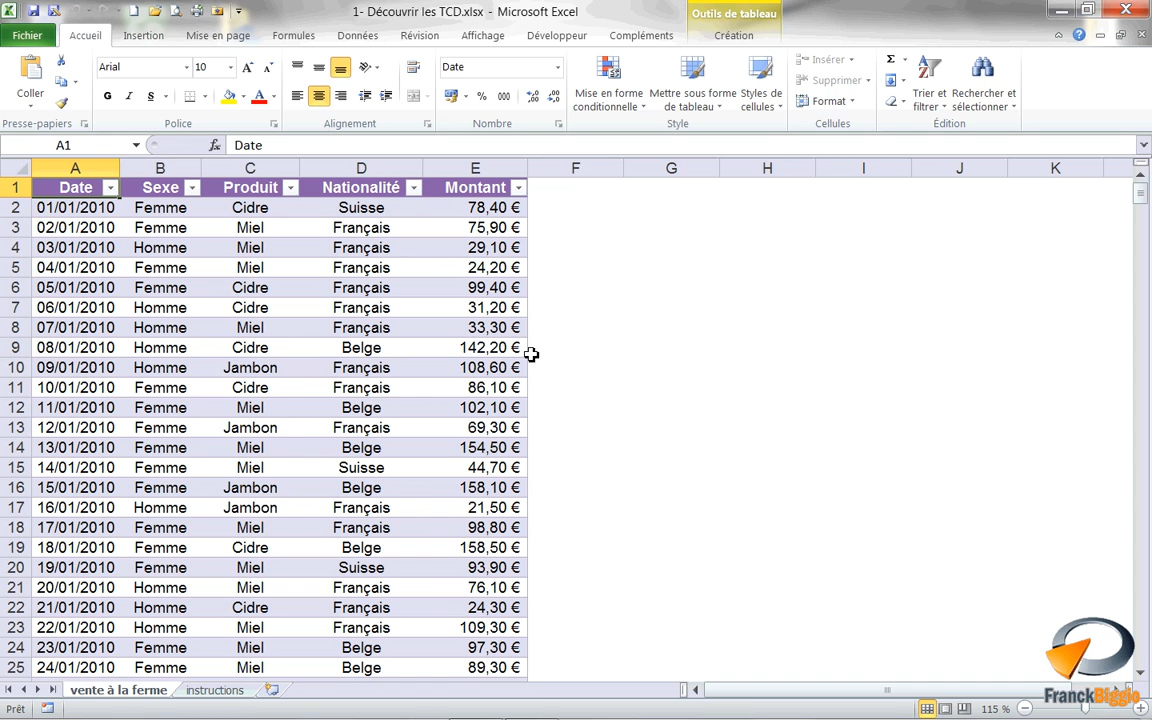 1- Découvrir les TCD.xlsx - Microsoft Excel
Outils de tableau
Fichier Accueil Insertion Mise en page Formules Données Révision Affichage Développeur Compléments Création
Coller
Presse-papiers
Arial 10
G I S
Police
Alignement
Date
% 000
Nombre
Mise en forme conditionnelle
Mettre sous forme de tableau
Styles de cellules
Style
Insérer
Supprimer
Format
Cellules
Trier et filtrer
Rechercher et sélectionner
Édition
A1 fx Date
A B C D E F G H I J K
1 Date Sexe Produit Nationalité Montant
2 01/01/2010 Femme Cidre Suisse 78,40 €
3 02/01/2010 Femme Miel Français 75,90 €
4 03/01/2010 Homme Miel Français 29,10 €
5 04/01/2010 Femme Miel Français 24,20 €
6 05/01/2010 Femme Cidre Français 99,40 €
7 06/01/2010 Homme Cidre Français 31,20 €
8 07/01/2010 Homme Miel Français 33,30 €
9 08/01/2010 Homme Cidre Belge 142,20 €
10 09/01/2010 Homme Jambon Français 108,60 €
11 10/01/2010 Femme Cidre Français 86,10 €
12 11/01/2010 Femme Miel Belge 102,10 €
13 12/01/2010 Femme Jambon Français 69,30 €
14 13/01/2010 Femme Miel Belge 154,50 €
15 14/01/2010 Femme Miel Suisse 44,70 €
16 15/01/2010 Femme Jambon Belge 158,10 €
17 16/01/2010 Homme Jambon Français 21,50 €
18 17/01/2010 Femme Miel Français 98,80 €
19 18/01/2010 Femme Cidre Belge 158,50 €
20 19/01/2010 Femme Miel Suisse 93,90 €
21 20/01/2010 Homme Miel Français 76,10 €
22 21/01/2010 Homme Cidre Français 24,30 €
23 22/01/2010 Homme Miel Français 109,30 €
24 23/01/2010 Femme Miel Belge 97,30 €
25 24/01/2010 Femme Miel Belge 89,30 €
vente à la ferme instructions
FranckBiggio
Prêt 115 %